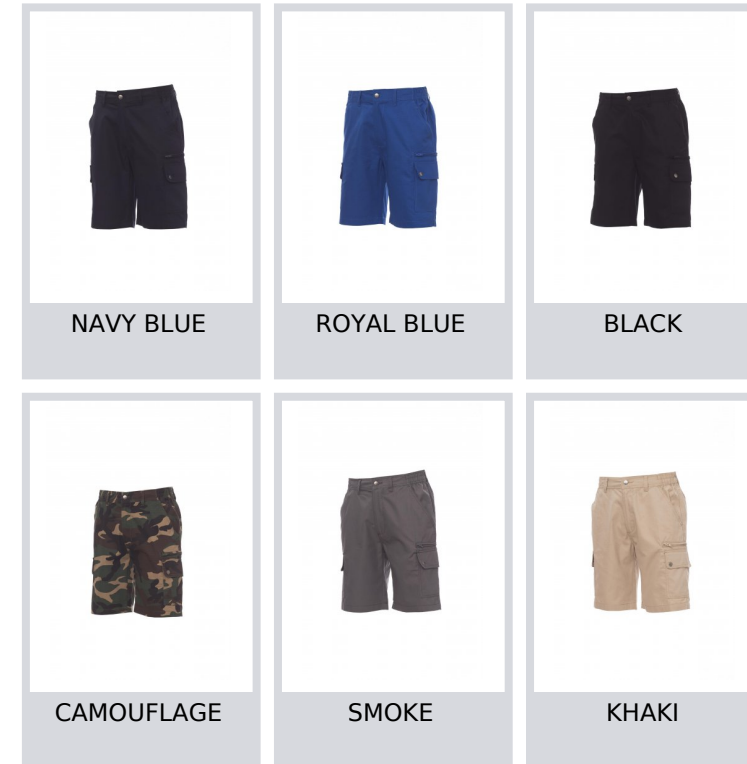 NAVY BLUE
ROYAL BLUE
BLACK
CAMOUFLAGE
SMOKE
KHAKI